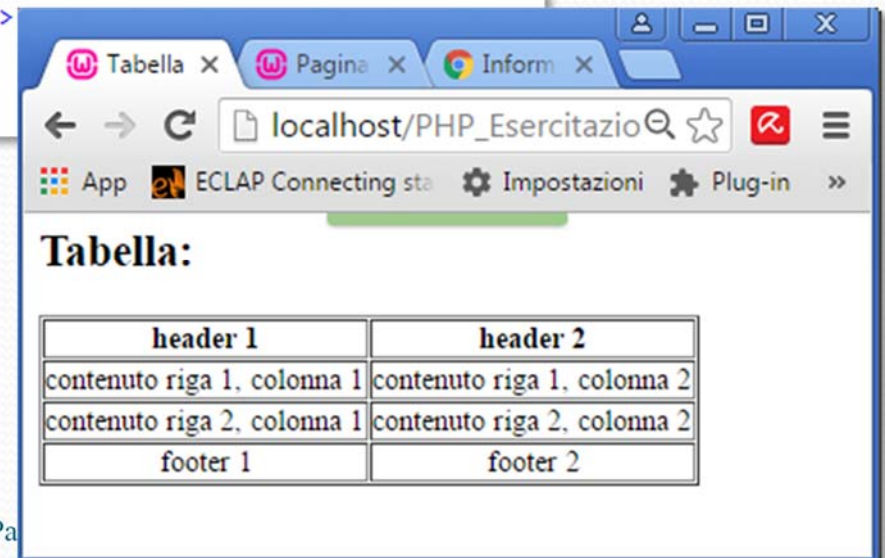 >
Tabella
Pagina
Inform
localhost/PHP_Esercitazio
App
ECLAP Connecting sta
Impostazioni
Plug-in
»
Tabella:
header 1 header 2
contenuto riga 1, colonna 1 contenuto riga 1, colonna 2
contenuto riga 2, colonna 1 contenuto riga 2, colonna 2
footer 1 footer 2
Pa